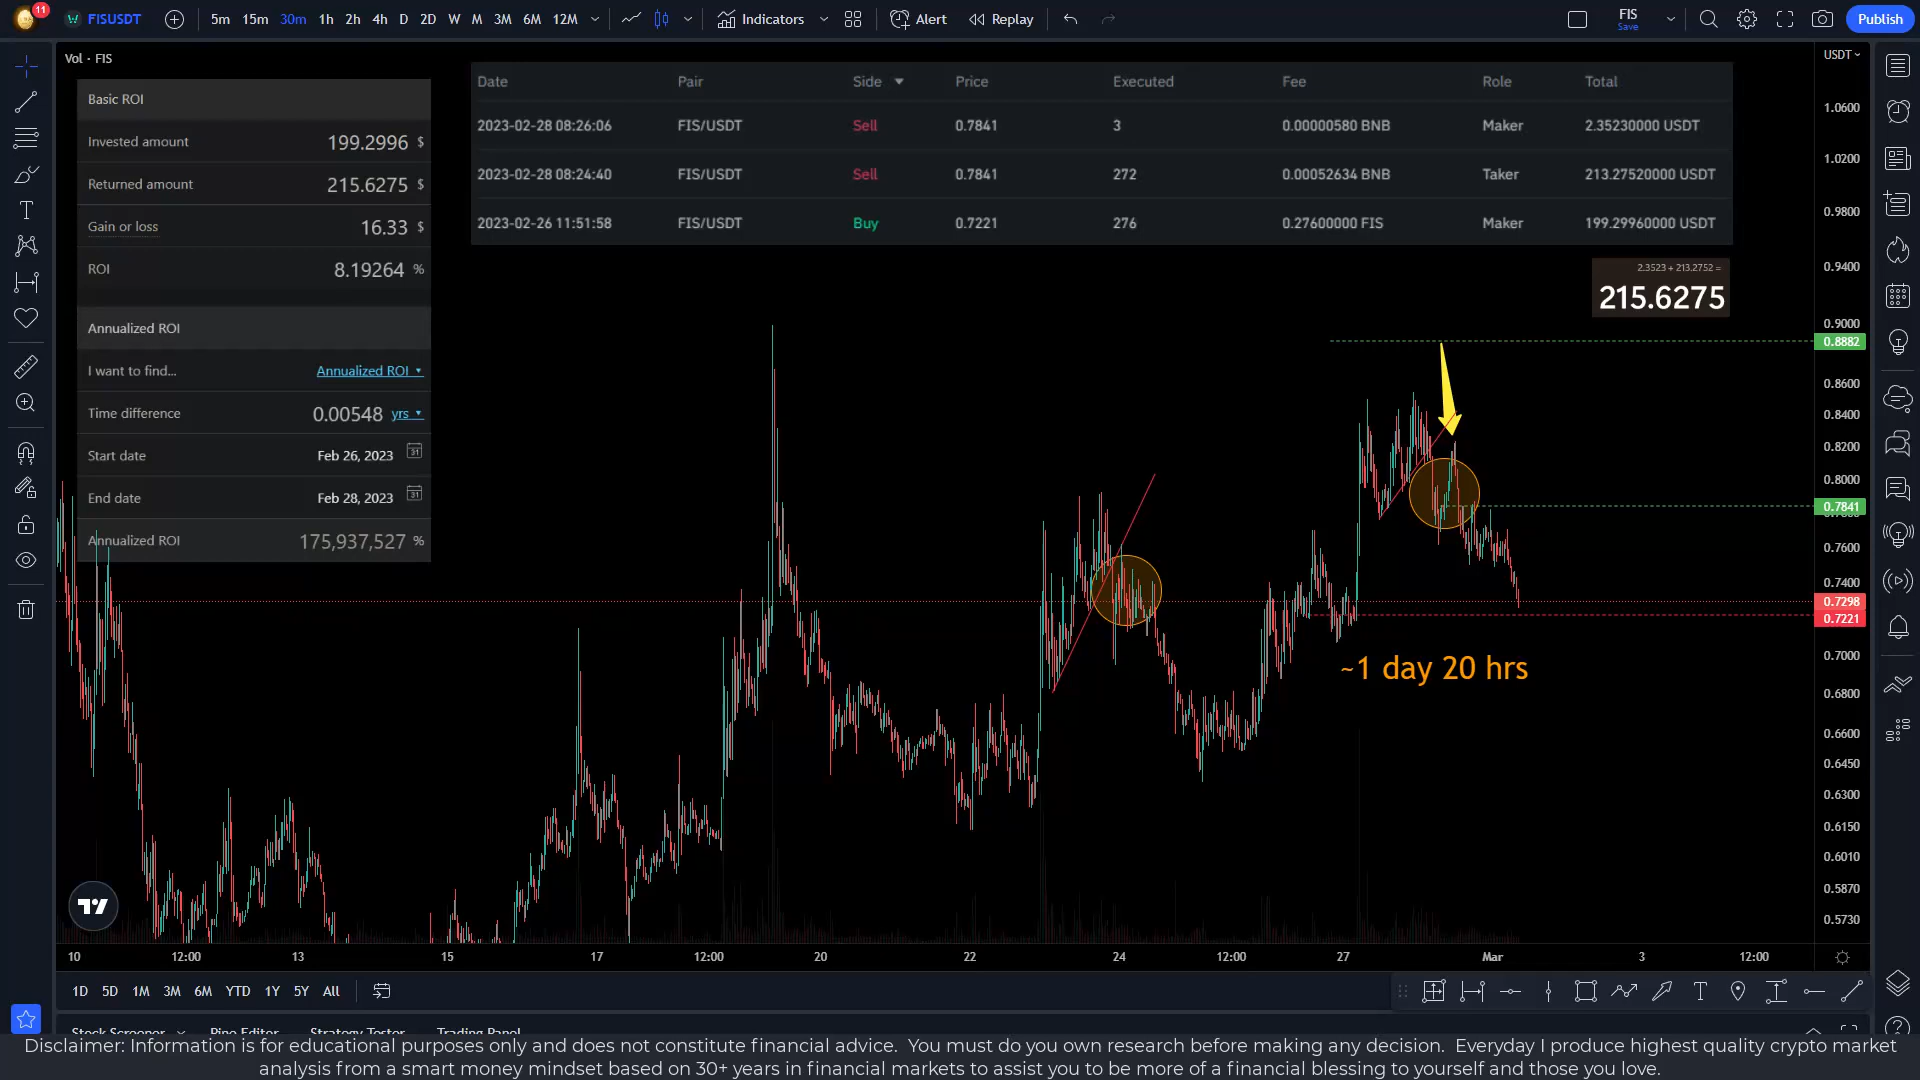 11
FISUSDT
5m 15m 30m 1h 2h 4h D 2D W M 3M 6M 12M
Indicators
Alert
Replay
FIS
Save
Publish
Vol · FIS
USDT
Basic ROI
Invested amount 199.2996 $
Returned amount 215.6275 $
Gain or loss 16.33 $
ROI 8.19264 %
Annualized ROI
I want to find... Annualized ROI
Time difference 0.00548 yrs
Start date Feb 26, 2023
End date Feb 28, 2023
Annualized ROI 175,937,527 %
Date Pair Side Price Executed Fee Role Total
2023-02-28 08:26:06 FIS/USDT Sell 0.7841 3 0.00000580 BNB Maker 2.35230000 USDT
2023-02-28 08:24:40 FIS/USDT Sell 0.7841 272 0.00052634 BNB Taker 213.27520000 USDT
2023-02-26 11:51:58 FIS/USDT Buy 0.7221 276 0.27600000 FIS Maker 199.29960000 USDT
2.3523 + 213.2752 =
215.6275
1.0600
1.0200
0.9800
0.9400
0.9000
0.8882
0.8600
0.8400
0.8200
0.8000
0.7841
0.7600
0.7400
0.7298
0.7221
0.7000
0.6800
0.6600
0.6450
0.6300
0.6150
0.6010
0.5870
0.5730
~1 day 20 hrs
10 12:00 13 15 17 12:00 20 22 24 12:00 27 Mar 3 12:00
1D 5D 1M 3M 6M YTD 1Y 5Y All
Stock Screener Pine Editor Strategy Tester Trading Panel
Disclaimer: Information is for educational purposes only and does not constitute financial advice. You must do you own research before making any decision. Everyday I produce highest quality crypto market
analysis from a smart money mindset based on 30+ years in financial markets to assist you to be more of a financial blessing to yourself and those you love.